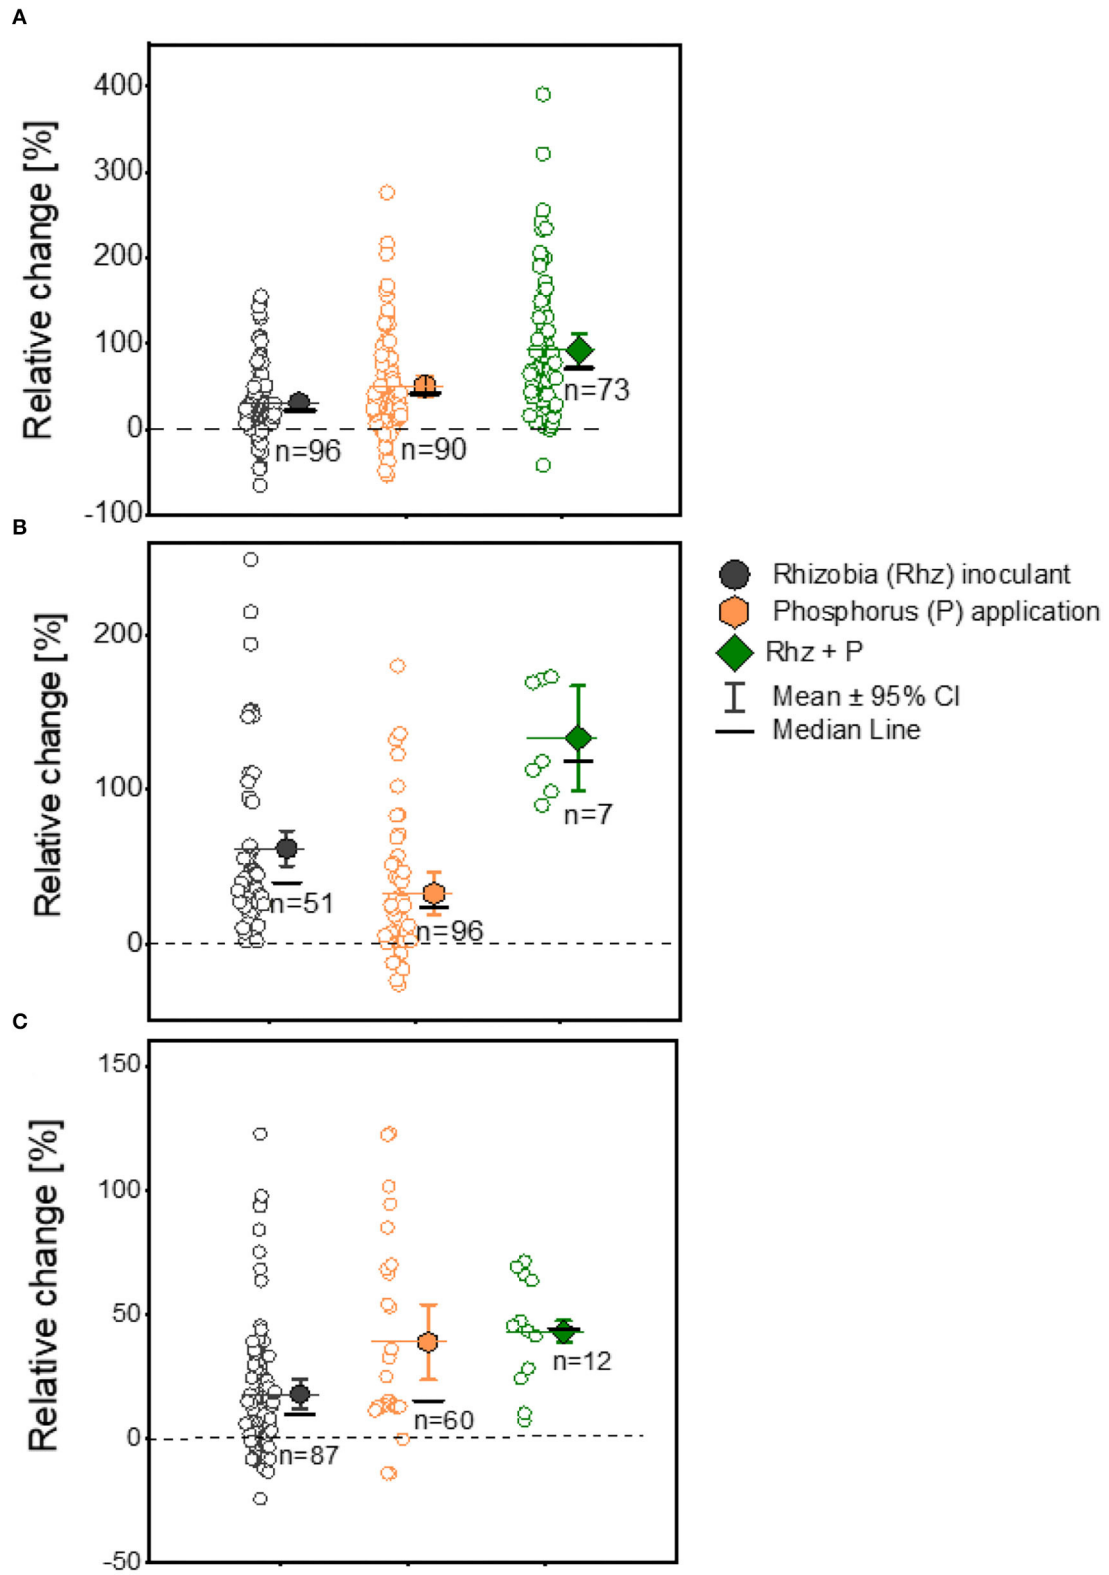 A
Relative change [%]
400
300
200
100
0
-100
n=96
n=90
n=73
B
Relative change [%]
200
100
0
n=51
n=96
n=7
Rhizobia (Rhz) inoculant
Phosphorus (P) application
Rhz + P
Mean ± 95% CI
Median Line
C
Relative change [%]
150
100
50
0
-50
n=87
n=60
n=12